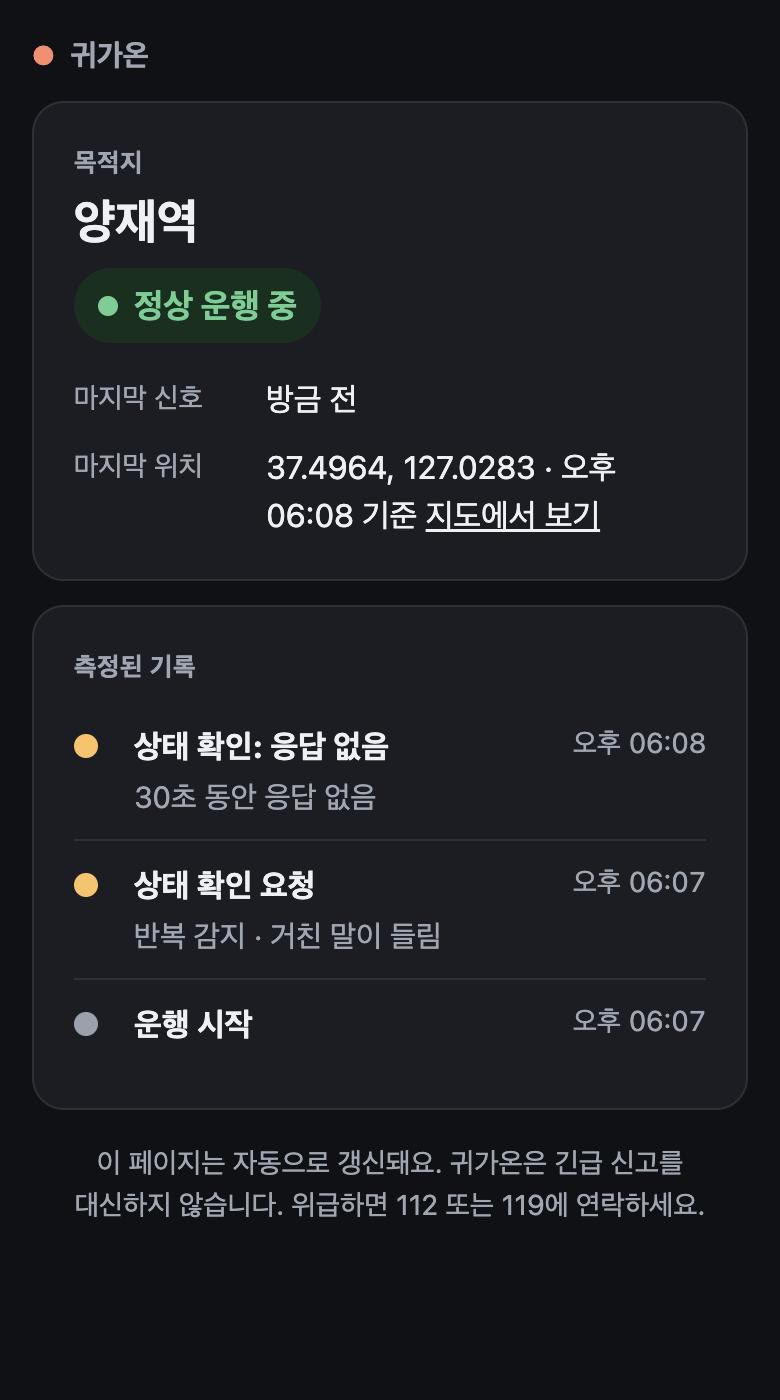 귀가온
목적지
양재역
정상 운행 중
마지막 신호 방금 전
마지막 위치 37.4964, 127.0283 · 오후
06:08 기준 지도에서 보기
측정된 기록
상태 확인: 응답 없음 오후 06:08
30초 동안 응답 없음
상태 확인 요청 오후 06:07
반복 감지 · 거친 말이 들림
운행 시작 오후 06:07
이 페이지는 자동으로 갱신돼요. 귀가온은 긴급 신고를
대신하지 않습니다. 위급하면 112 또는 119에 연락하세요.